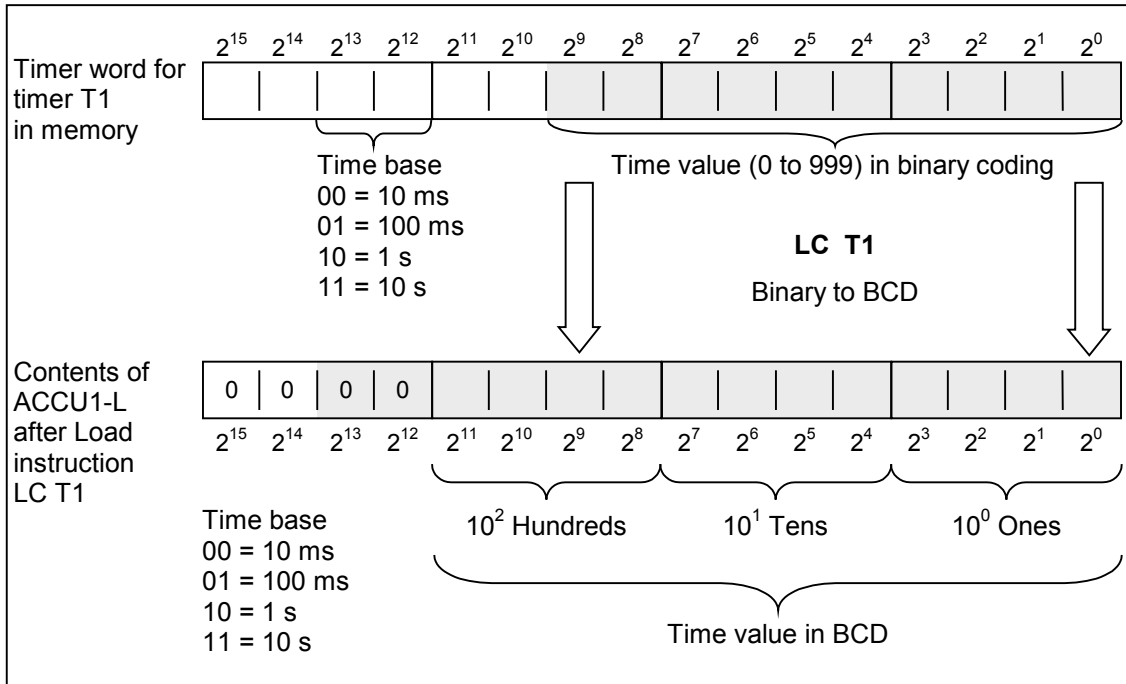 2¹⁵ 2¹⁴ 2¹³ 2¹² 2¹¹ 2¹⁰ 2⁹ 2⁸ 2⁷ 2⁶ 2⁵ 2⁴ 2³ 2² 2¹ 2⁰
Timer word for
timer T1
in memory
Time base
00 = 10 ms
01 = 100 ms
10 = 1 s
11 = 10 s
Time value (0 to 999) in binary coding
LC T1
Binary to BCD
Contents of
ACCU1-L
after Load
instruction
LC T1
0 0 0 0
2¹⁵ 2¹⁴ 2¹³ 2¹² 2¹¹ 2¹⁰ 2⁹ 2⁸ 2⁷ 2⁶ 2⁵ 2⁴ 2³ 2² 2¹ 2⁰
Time base
00 = 10 ms
01 = 100 ms
10 = 1 s
11 = 10 s
10² Hundreds
10¹ Tens
10⁰ Ones
Time value in BCD